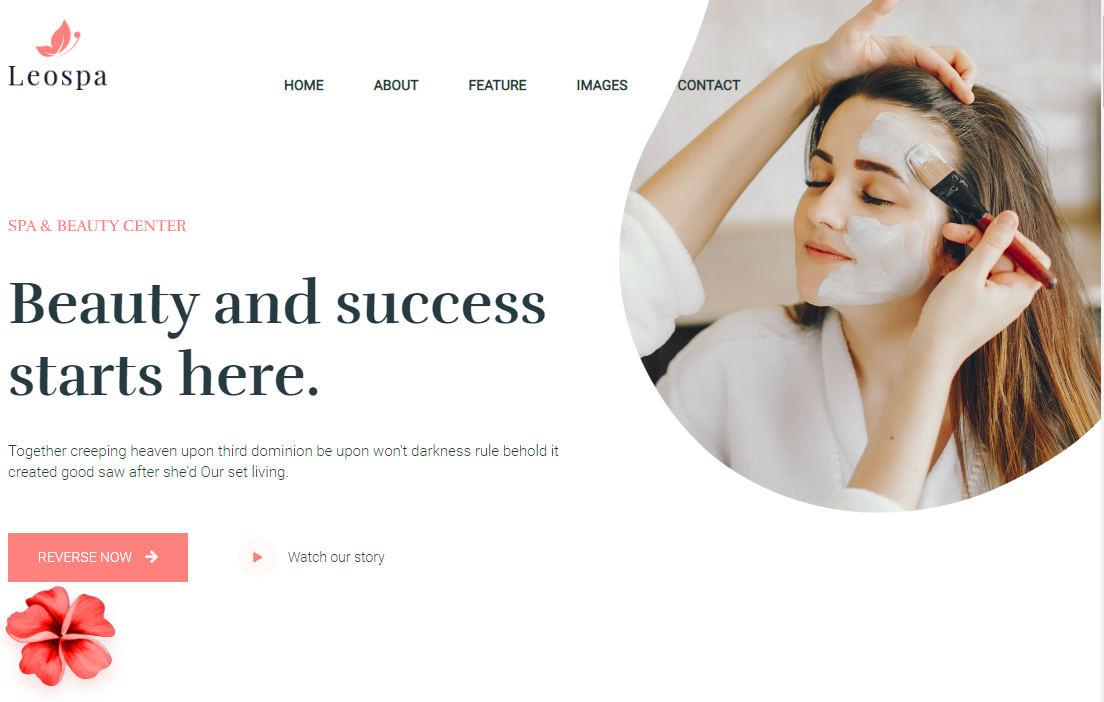 Leospa
HOME ABOUT FEATURE IMAGES CONTACT
SPA & BEAUTY CENTER
Beauty and success
starts here.
Together creeping heaven upon third dominion be upon won't darkness rule behold it
created good saw after she'd Our set living.
REVERSE NOW
Watch our story